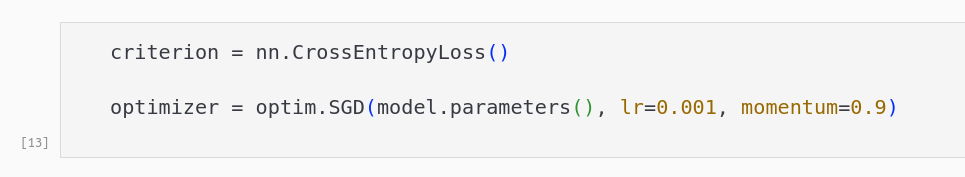 criterion = nn.CrossEntropyLoss()
optimizer = optim.SGD(model.parameters(), lr=0.001, momentum=0.9)
[13]